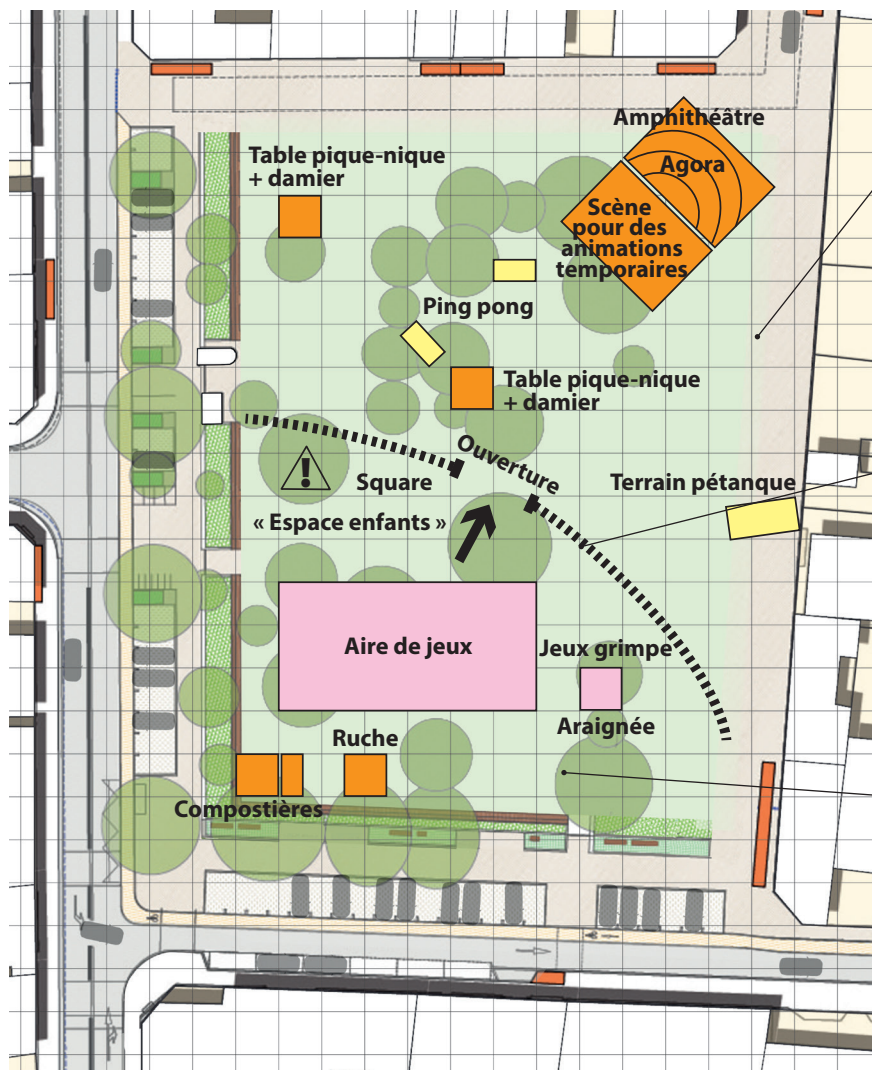 Amphithéâtre
Agora
Table pique-nique
+ damier
Scène
pour des
animations
temporaires
Ping pong
Table pique-nique
+ damier
Ouverture
Square
Terrain pétanque
« Espace enfants »
Aire de jeux
Jeux grimpe
Araignée
Ruche
Compostières